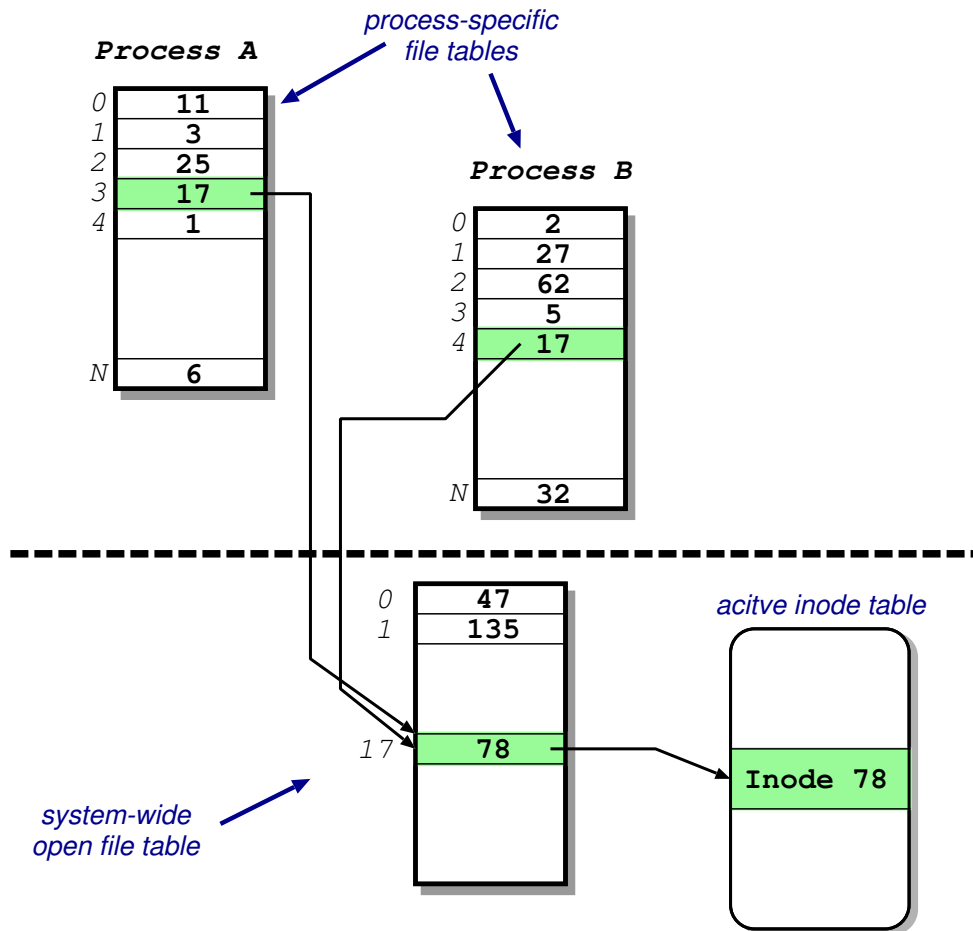 process-specific
file tables
Process A
0 11
1 3
2 25
3 17
4 1
N 6
Process B
0 2
1 27
2 62
3 5
4 17
N 32
0 47
1 135
17 78
system-wide
open file table
acitve inode table
Inode 78